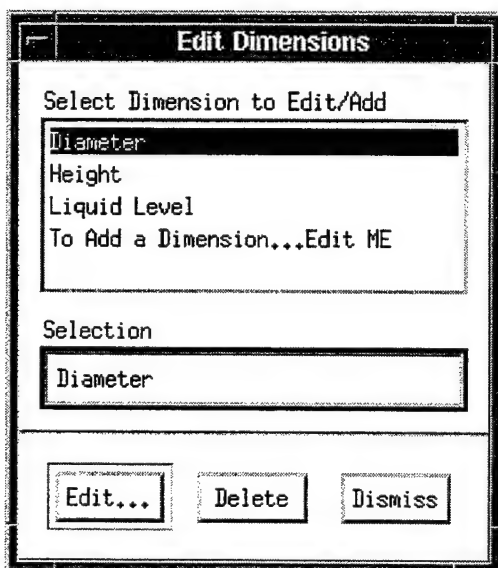 Edit Dimensions
Select Dimension to Edit/Add
Diameter
Height
Liquid Level
To Add a Dimension...Edit ME
Selection
Diameter
Edit... Delete Dismiss